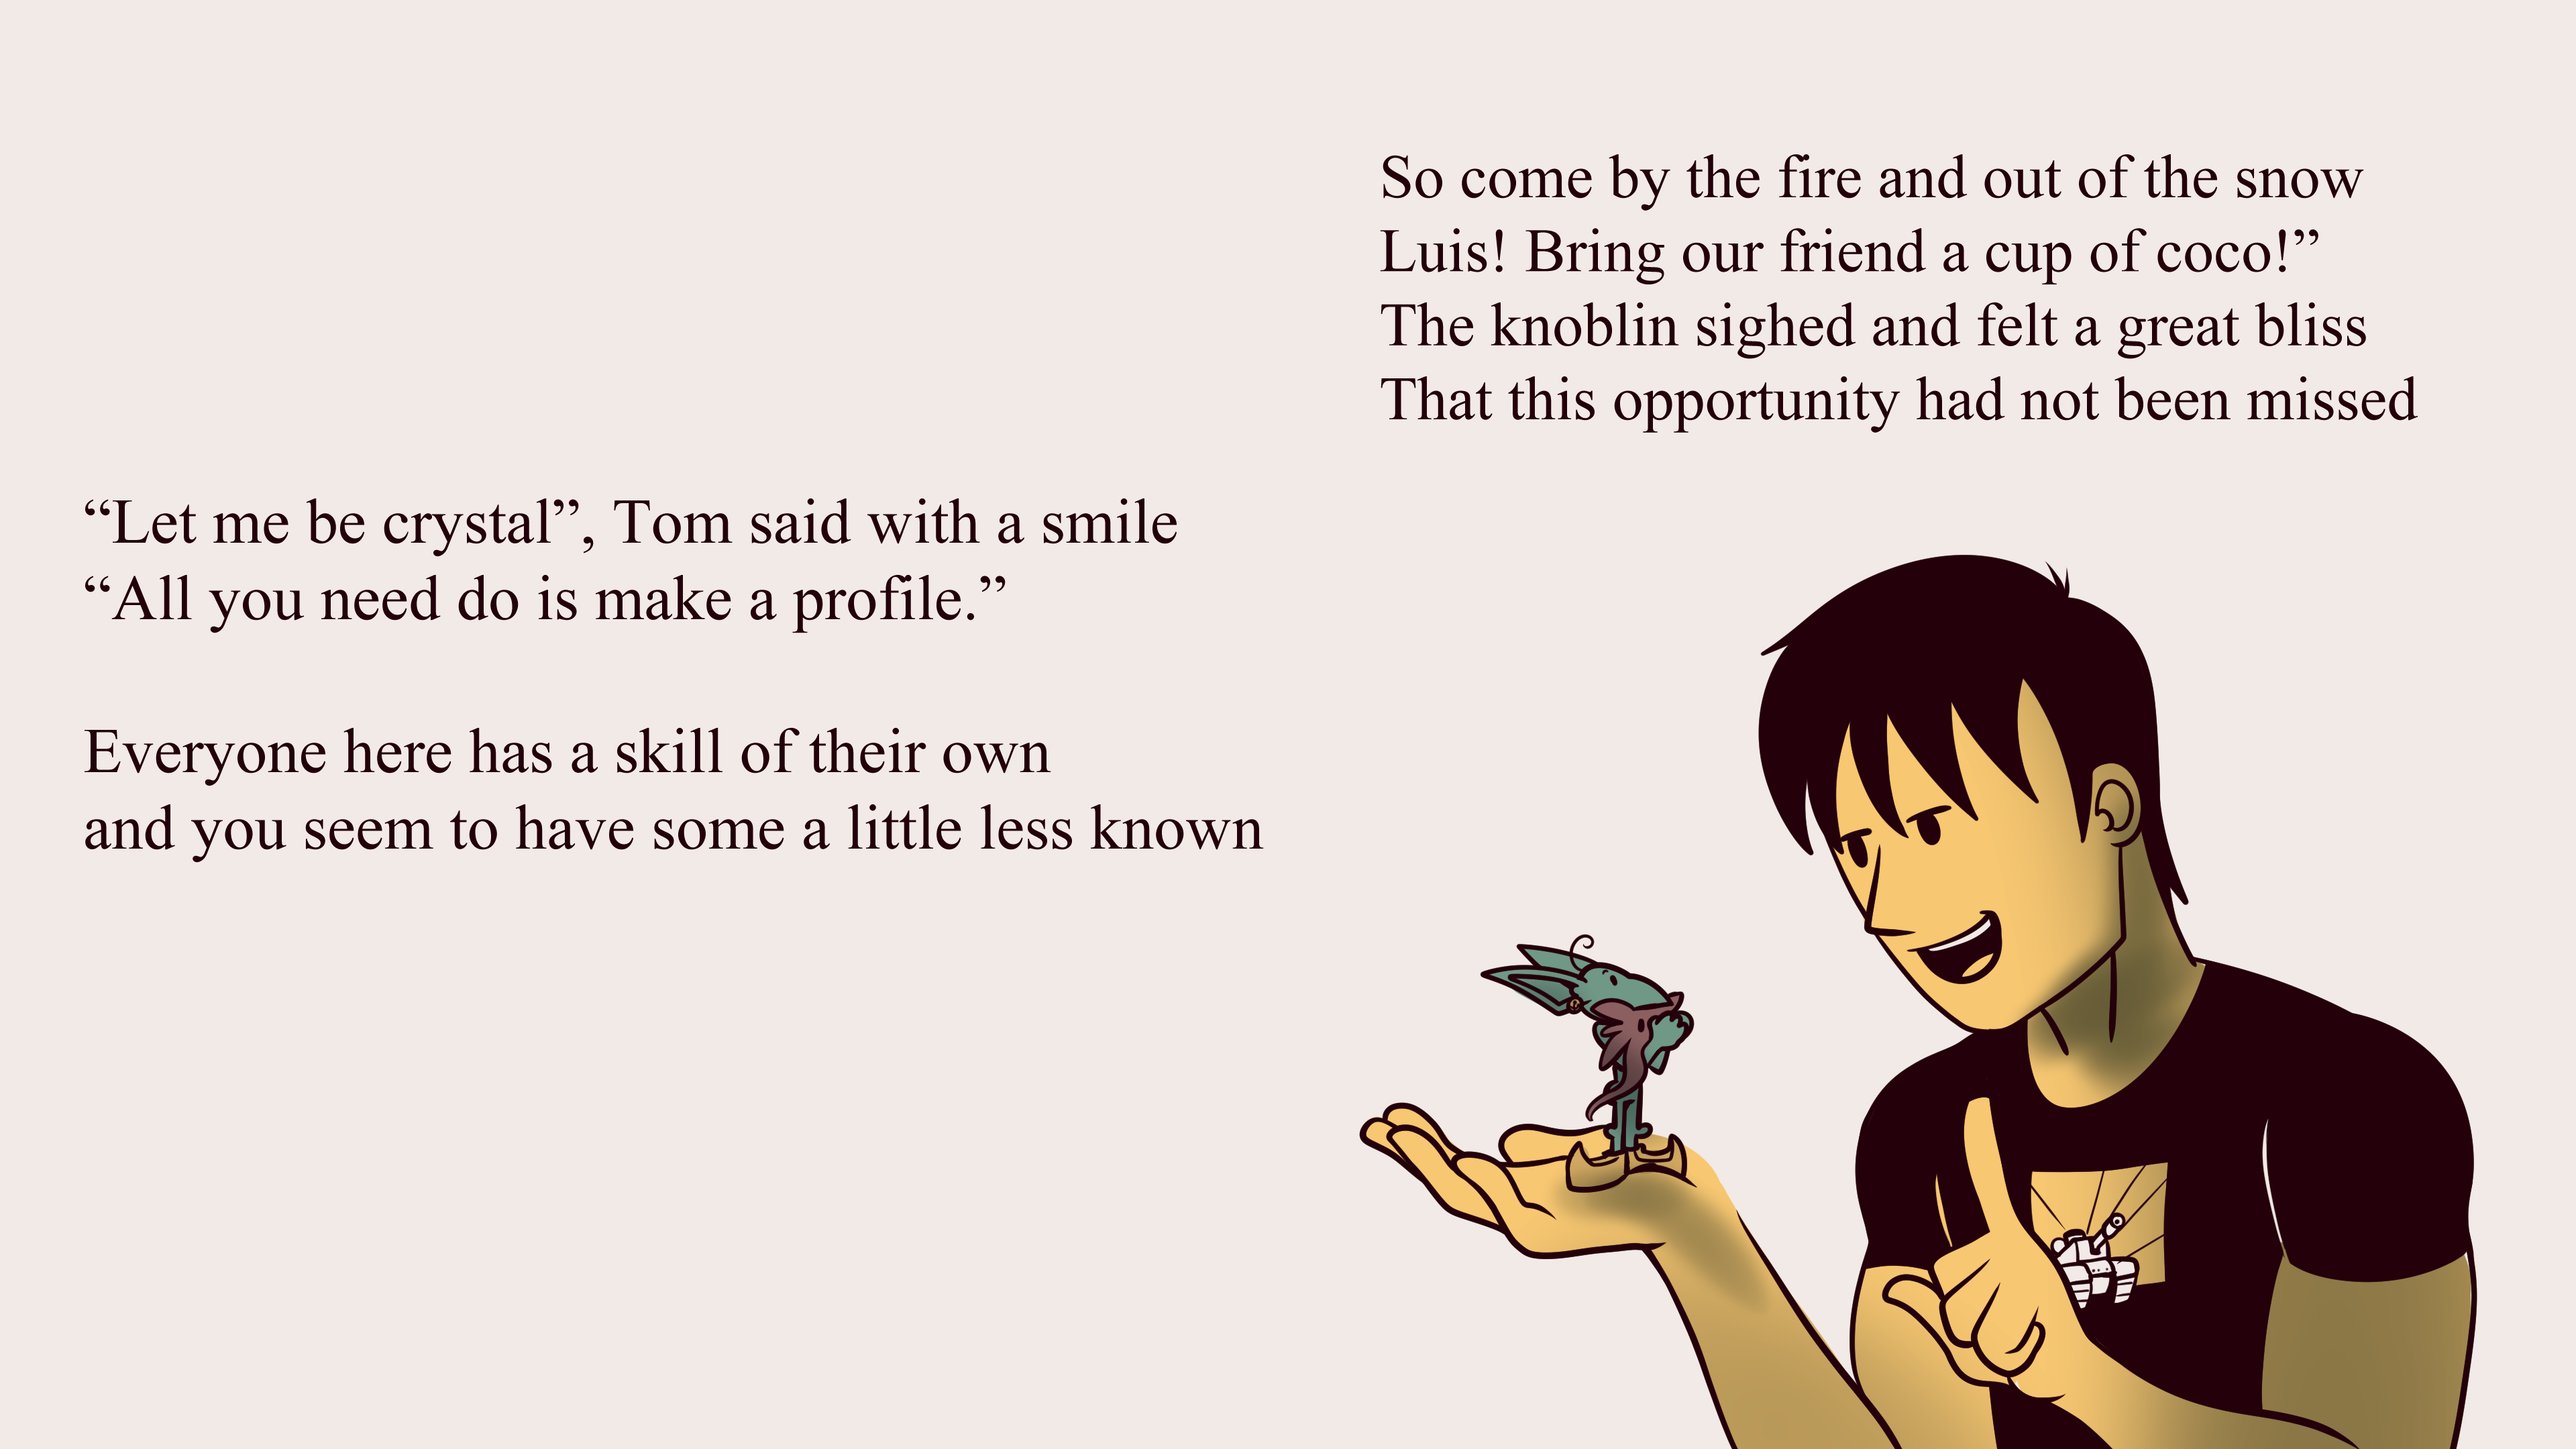 “Let me be crystal”, Tom said with a smile
“All you need do is make a profile.”
Everyone here has a skill of their own
and you seem to have some a little less known
So come by the fire and out of the snow
Luis! Bring our friend a cup of coco!”
The knoblin sighed and felt a great bliss
That this opportunity had not been missed